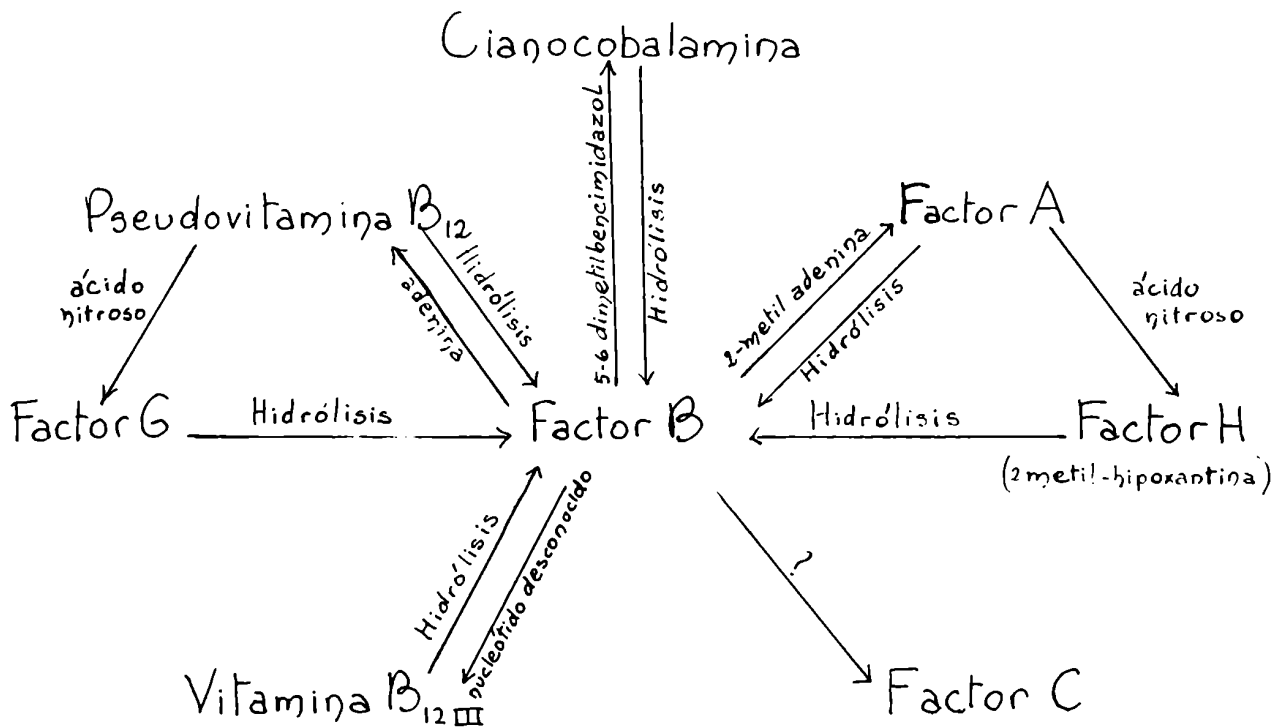 Cianocobalamina
5-6 dimetilbencimidazol
Hidrólisis
Pseudovitamina B12
Hidrólisis
adenina
ácido
nitroso
Factor A
2-metil adenina
Hidrólisis
ácido
nitroso
Factor G
Hidrólisis
Factor B
Hidrólisis
Factor H
(2 metil-hipoxantina)
Hidrólisis
nucleótido desconocido
?
Vitamina B12 III
Factor C